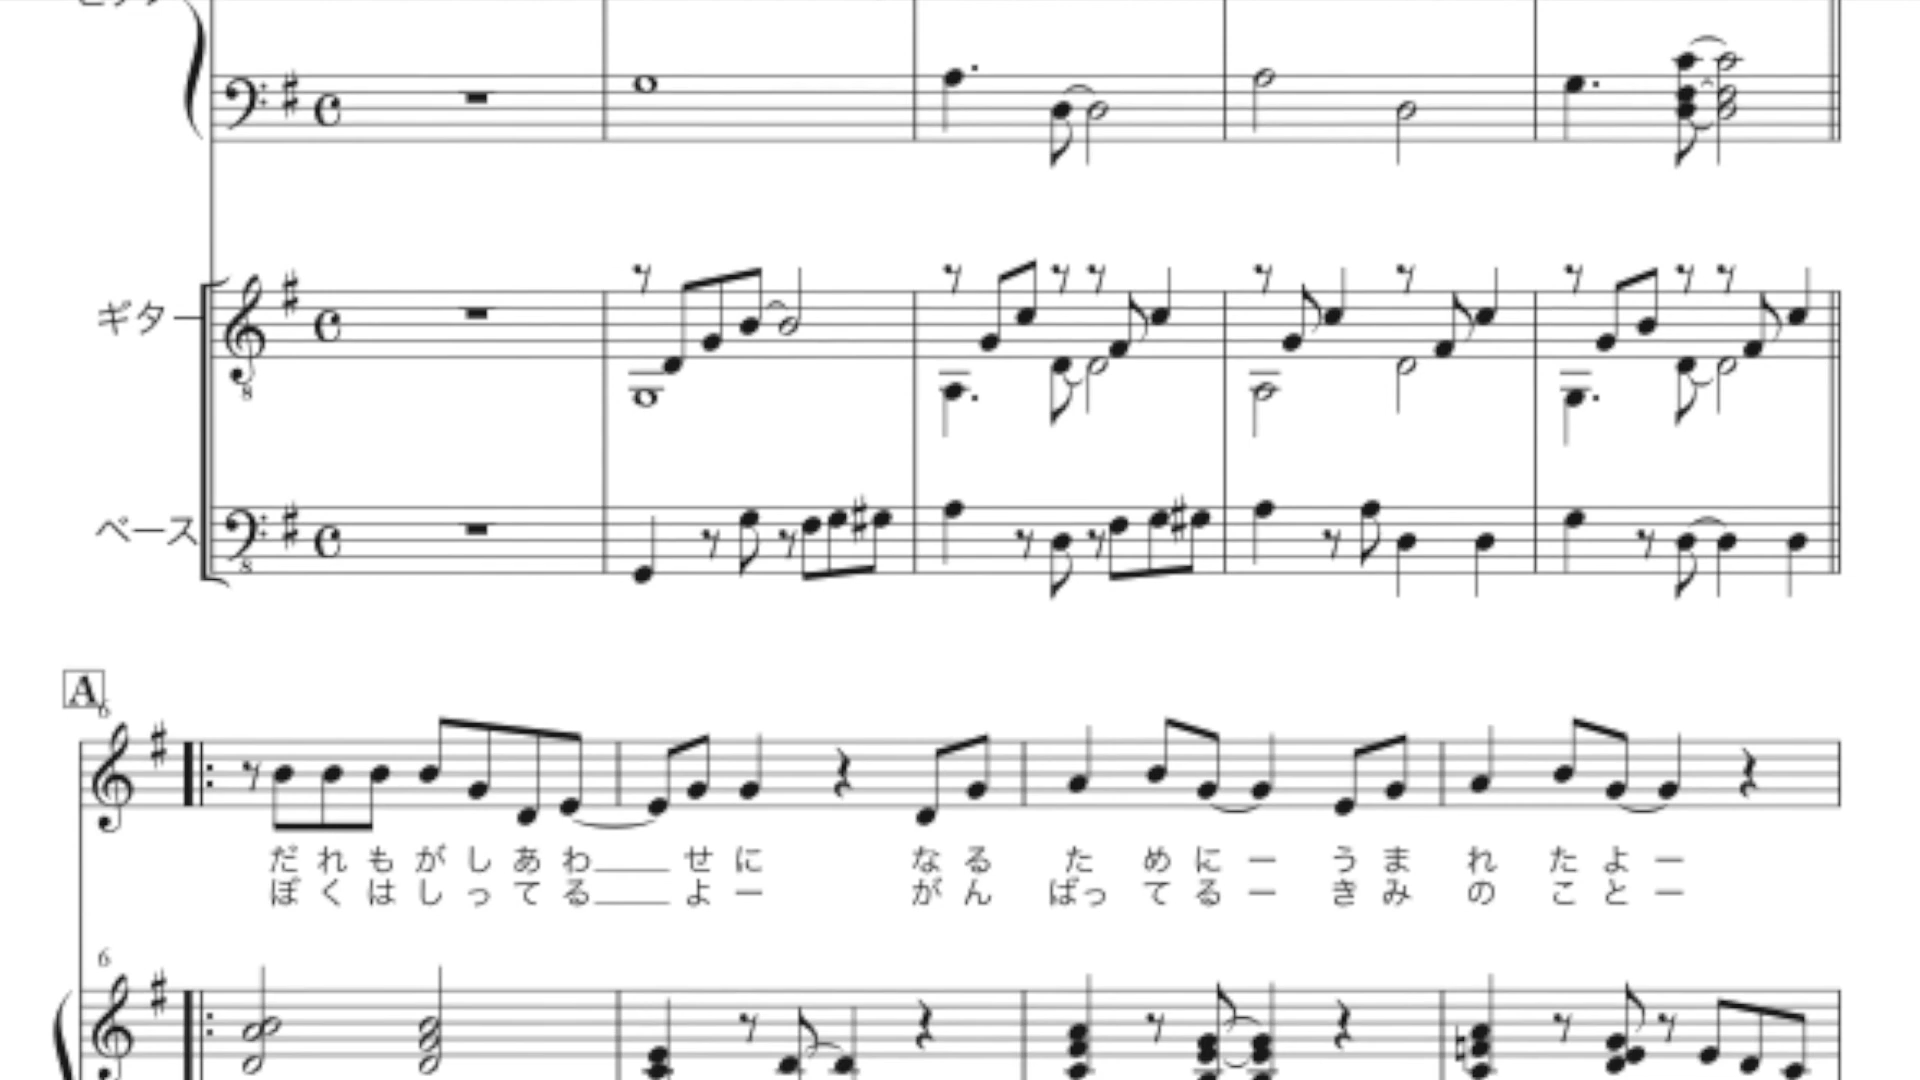 ギター
ベース
A
6
だれもがしあわ＿＿せに なる ために ー うま れ たよ ー
ぼくはしってる＿＿よー がん ばってる ー きみ の こと ー
6